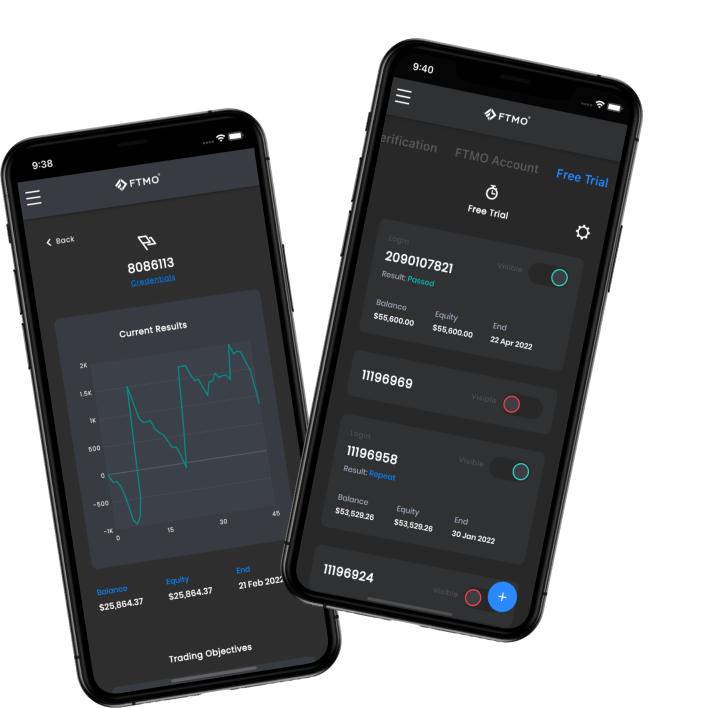 9:38
FTMO
Back
8086113
Credentials
Current Results
2K
1.5K
1K
500
0
-500
-1K
0
15
30
45
Balance
$25,864.37
Equity
$25,864.37
End
21 Feb 2022
Trading Objectives
9:40
FTMO
erification
FTMO Account
Free Trial
Free Trial
Login
2090107821
Visible
Result: Passed
Balance
$55,600.00
Equity
$55,600.00
End
22 Apr 2022
11196969
Visible
Login
11196958
Visible
Result: Repeat
Balance
$53,529.26
Equity
$53,529.26
End
30 Jan 2022
11196924
Visible